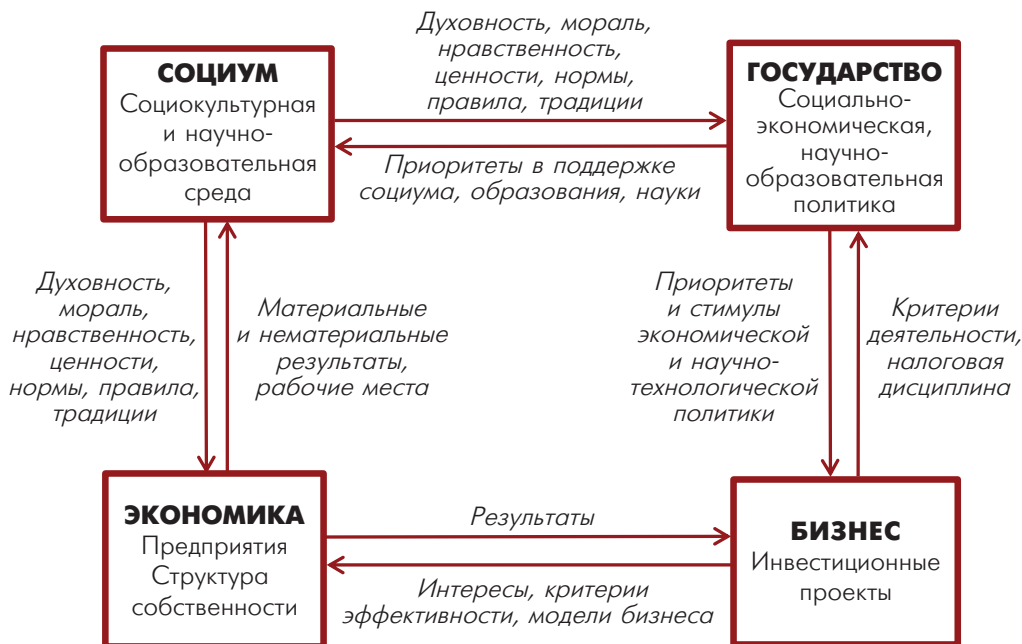 СОЦИУМ
Социокультурная
и научно-
образовательная
среда
Духовность, мораль,
нравственность,
ценности, нормы,
правила, традиции
Приоритеты в поддержке
социума, образования, науки
ГОСУДАРСТВО
Социально-
экономическая,
научно-
образовательная
политика
Духовность,
мораль,
нравственность,
ценности,
нормы, правила,
традиции
Материальные
и нематериальные
результаты,
рабочие места
Приоритеты
и стимулы
экономической
и научно-
технологической
политики
Критерии
деятельности,
налоговая
дисциплина
ЭКОНОМИКА
Предприятия
Структура
собственности
Результаты
Интересы, критерии
эффективности, модели бизнеса
БИЗНЕС
Инвестиционные
проекты